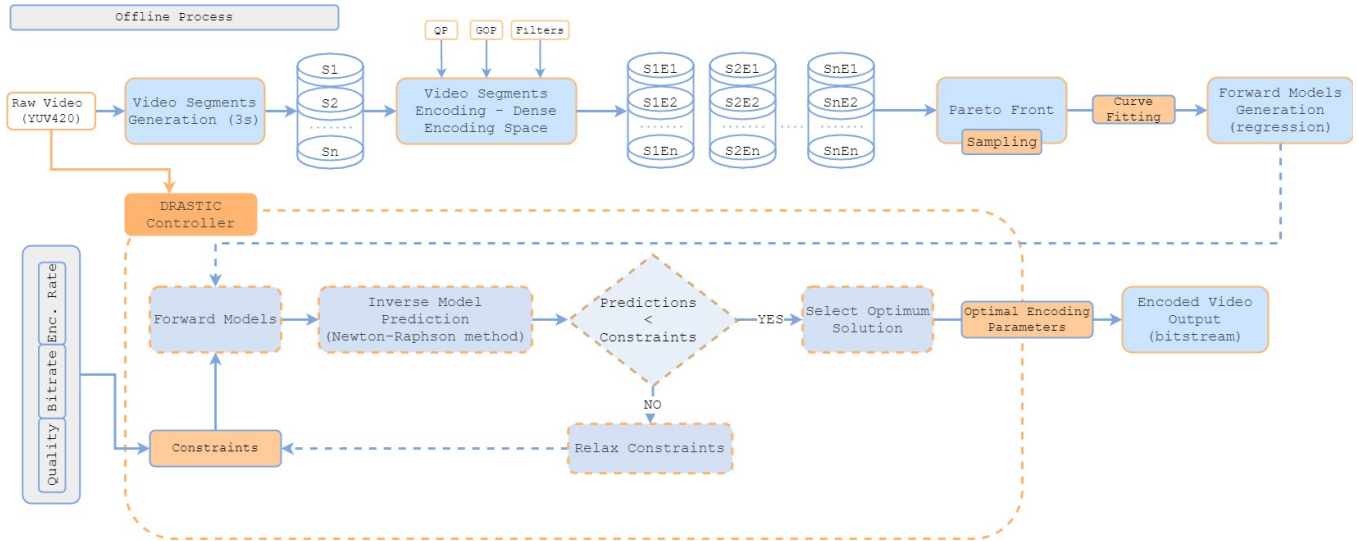 Offline Process
QP
GOP
Filters
Raw Video
(YUV420)
Video Segments
Generation (3s)
S1
S2
.......
Sn
Video Segments
Encoding - Dense
Encoding Space
S1E1
S1E2
.......
S1En
S2E1
S2E2
.......
S2En
.....
SnE1
SnE2
.......
SnEn
Pareto Front
Sampling
Curve
Fitting
Forward Models
Generation
(regression)
DRASTIC
Controller
Enc. Rate
Bitrate
Quality
Forward Models
Inverse Model
Prediction
(Newton-Raphson method)
Predictions
<
Constraints
YES
Select Optimum
Solution
Optimal Encoding
Parameters
Encoded Video
Output
(bitstream)
NO
Constraints
Relax Constraints